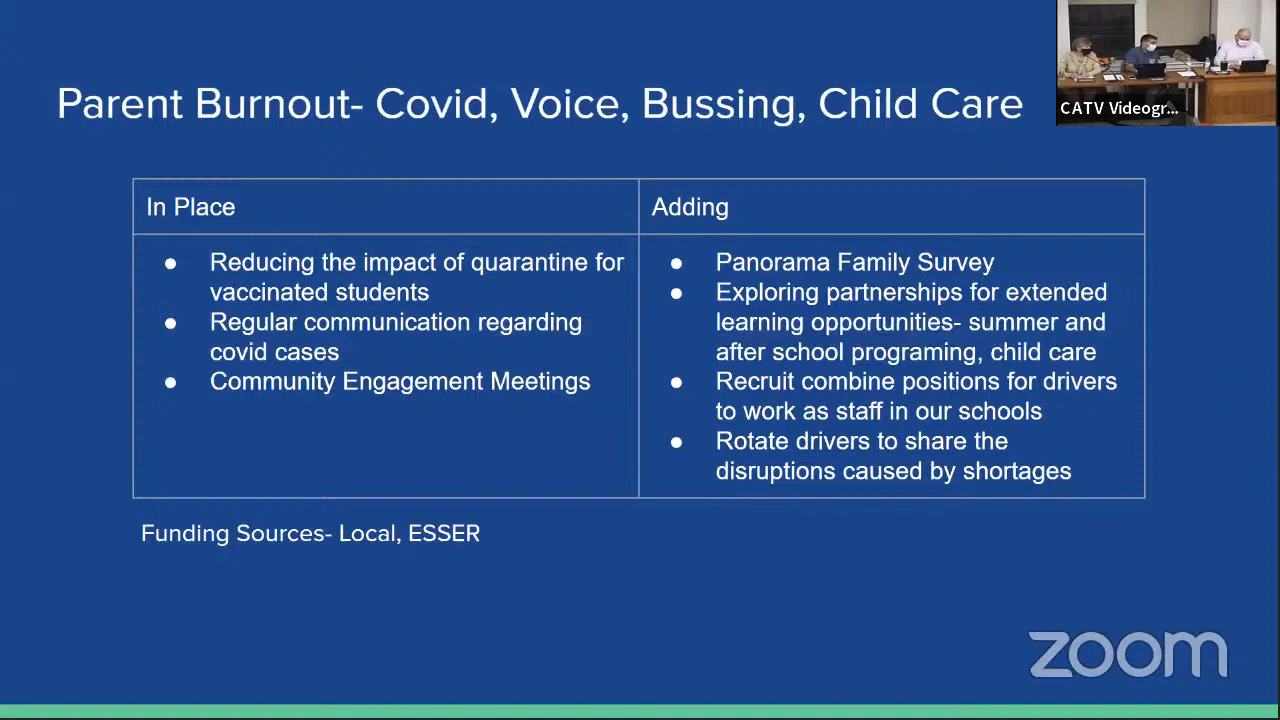 Parent Burnout- Covid, Voice, Bussing, Child Care
CATV Videogr...
In Place
Adding
● Reducing the impact of quarantine for
vaccinated students
● Regular communication regarding
covid cases
● Community Engagement Meetings
● Panorama Family Survey
● Exploring partnerships for extended
learning opportunities- summer and
after school programing, child care
● Recruit combine positions for drivers
to work as staff in our schools
● Rotate drivers to share the
disruptions caused by shortages
Funding Sources- Local, ESSER
zoom